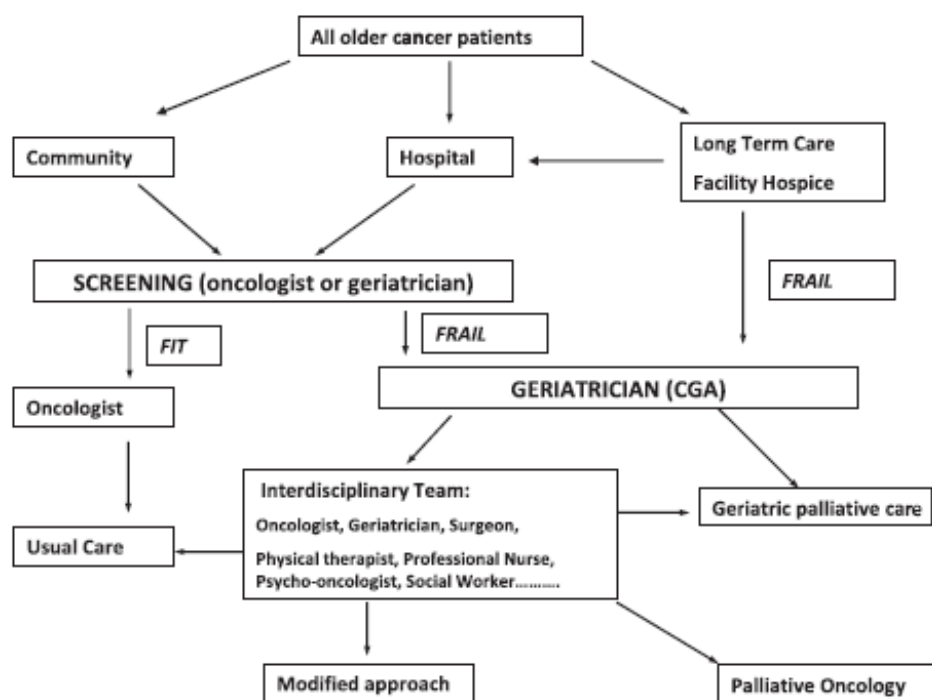 All older cancer patients
Community
Hospital
Long Term Care
Facility Hospice
SCREENING (oncologist or geriatrician)
FRAIL
FIT
FRAIL
GERIATRICIAN (CGA)
Oncologist
Interdisciplinary Team:
Oncologist, Geriatrician, Surgeon,
Physical therapist, Professional Nurse,
Psycho-oncologist, Social Worker..........
Geriatric palliative care
Usual Care
Modified approach
Palliative Oncology